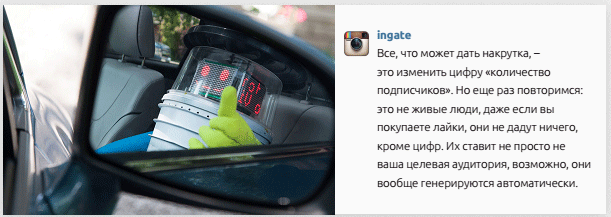 ingate
Все, что может дать накрутка, –
это изменить цифру «количество
подписчиков». Но еще раз повторимся:
это не живые люди, даже если вы
покупаете лайки, они не дадут ничего,
кроме цифр. Их ставит не просто не
ваша целевая аудитория, возможно, они
вообще генерируются автоматически.